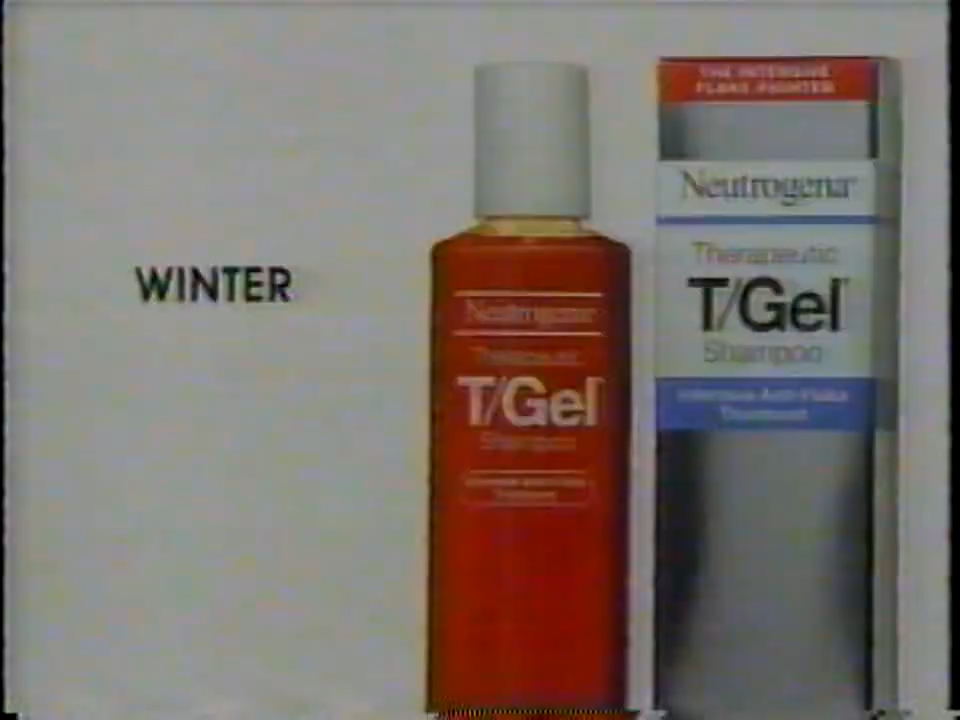 WINTER
Neutrogena
Therapeutic
T/Gel
Shampoo
THE INTENSIVE
FLAKE FIGHTER
Neutrogena
Therapeutic
T/Gel
Shampoo
Intensive Anti-Flake
Treatment